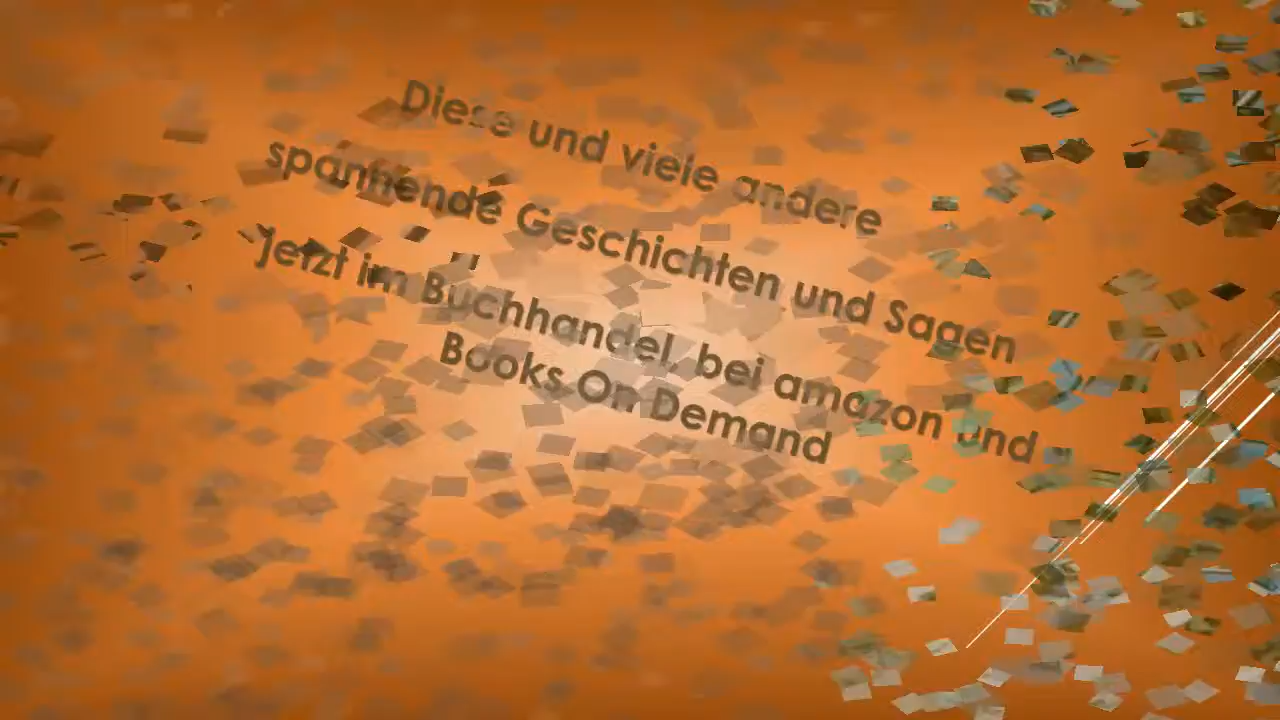 Diese und viele andere
spannende Geschichten und Sagen
jetzt im Buchhandel, bei amazon und
Books On Demand